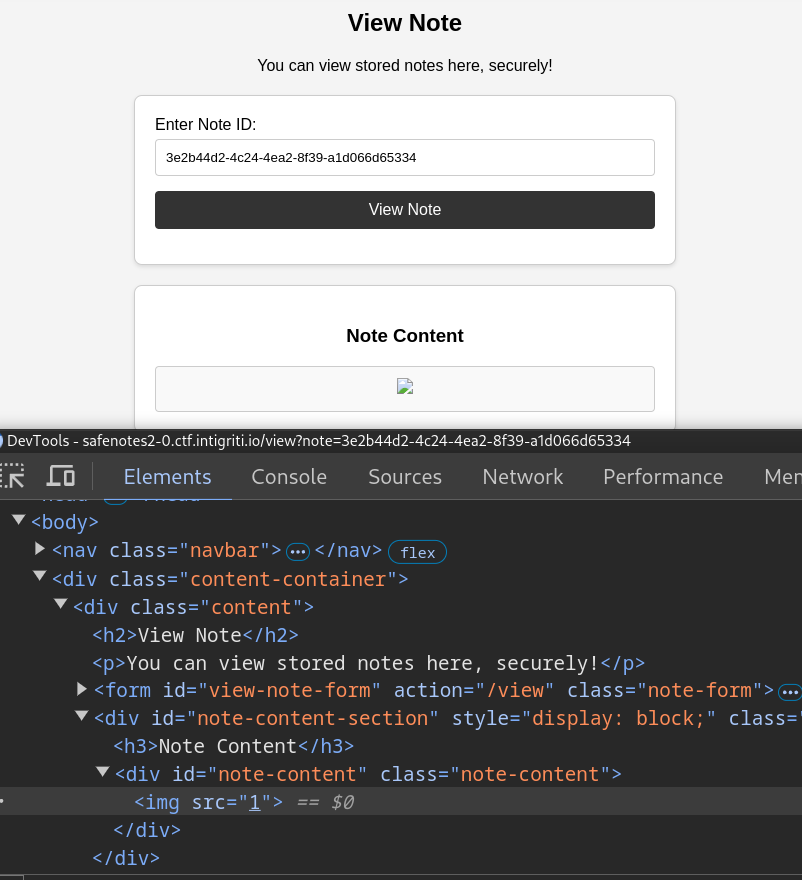 View Note
You can view stored notes here, securely!
Enter Note ID:
3e2b44d2-4c24-4ea2-8f39-a1d066d65334
View Note
Note Content
DevTools - safenotes2-0.ctf.intigriti.io/view?note=3e2b44d2-4c24-4ea2-8f39-a1d066d65334
Elements Console Sources Network Performance Mem
<body>
<nav class="navbar"> ••• </nav> flex
<div class="content-container">
<div class="content">
<h2>View Note</h2>
<p>You can view stored notes here, securely!</p>
<form id="view-note-form" action="/view" class="note-form"> •••
<div id="note-content-section" style="display: block;" class="
<h3>Note Content</h3>
<div id="note-content" class="note-content">
<img src="1"> == $0
</div>
</div>